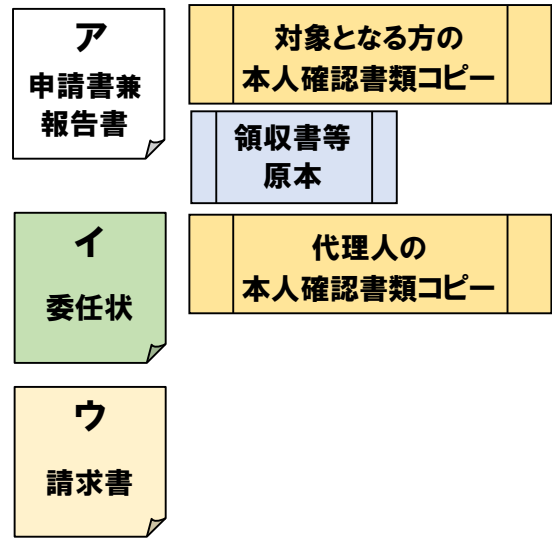 ア
申請書兼
報告書
対象となる方の
本人確認書類コピー
領収書等
原本
イ
委任状
代理人の
本人確認書類コピー
ウ
請求書